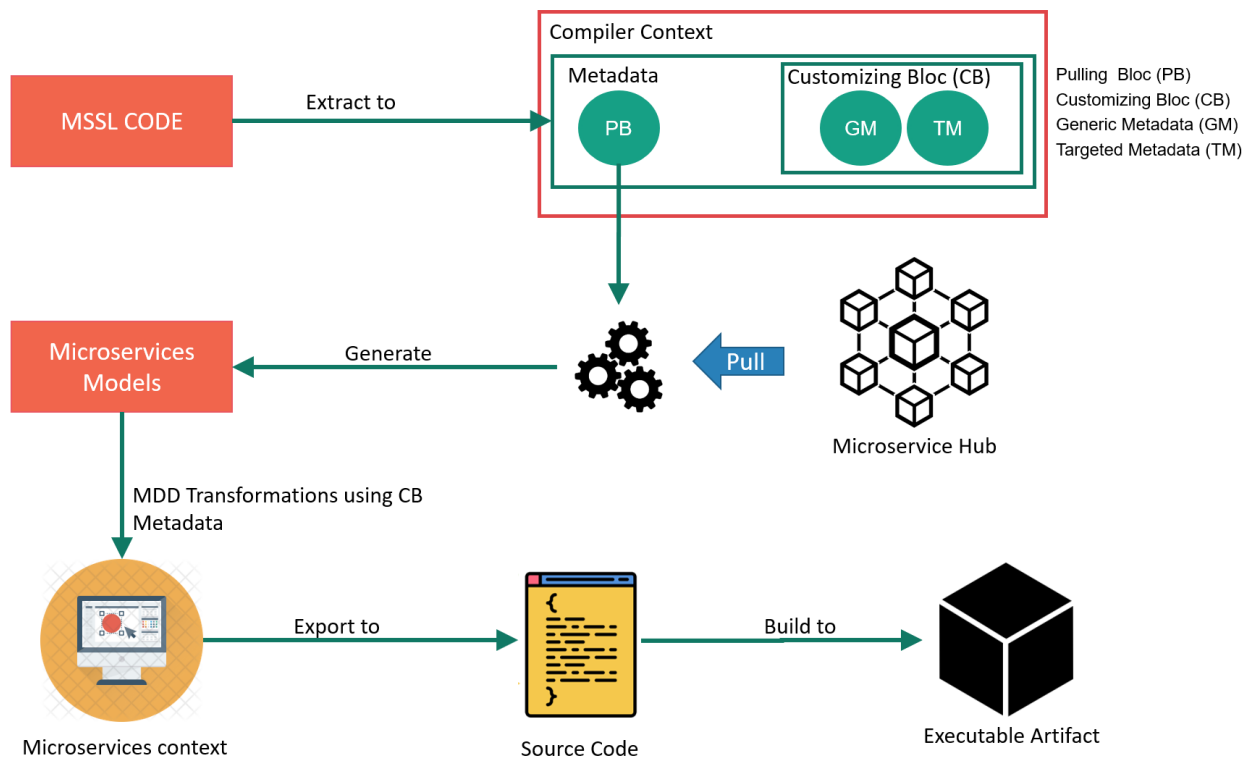 Compiler Context
Metadata
Customizing Bloc (CB)
PB
GM
TM
Pulling Bloc (PB)
Customizing Bloc (CB)
Generic Metadata (GM)
Targeted Metadata (TM)
MSSL CODE
Extract to
Microservices
Models
Generate
Pull
Microservice Hub
MDD Transformations using CB
Metadata
Export to
Build to
Microservices context
Source Code
Executable Artifact